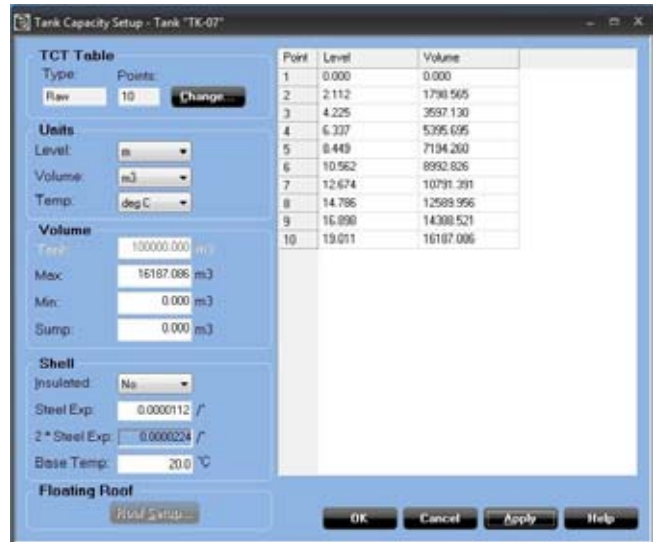 Tank Capacity Setup - Tank "TK-07"
TCT Table
Type: Points:
Raw 10 Change...
Units
Level: m
Volume: m3
Temp: deg C
Volume
Tank: 100000.000 m3
Max: 16187.086 m3
Min: 0.000 m3
Sump: 0.000 m3
Shell
Insulated: No
Steel Exp: 0.0000112 /°
2 * Steel Exp: 0.0000224 /°
Base Temp: 20.0 °C
Floating Roof
Roof Setup...
Point Level Volume
1 0.000 0.000
2 2.112 1798.565
3 4.225 3597.130
4 6.337 5395.695
5 8.449 7194.260
6 10.562 8992.826
7 12.674 10791.391
8 14.786 12589.956
9 16.898 14388.521
10 19.011 16187.086
OK Cancel Apply Help